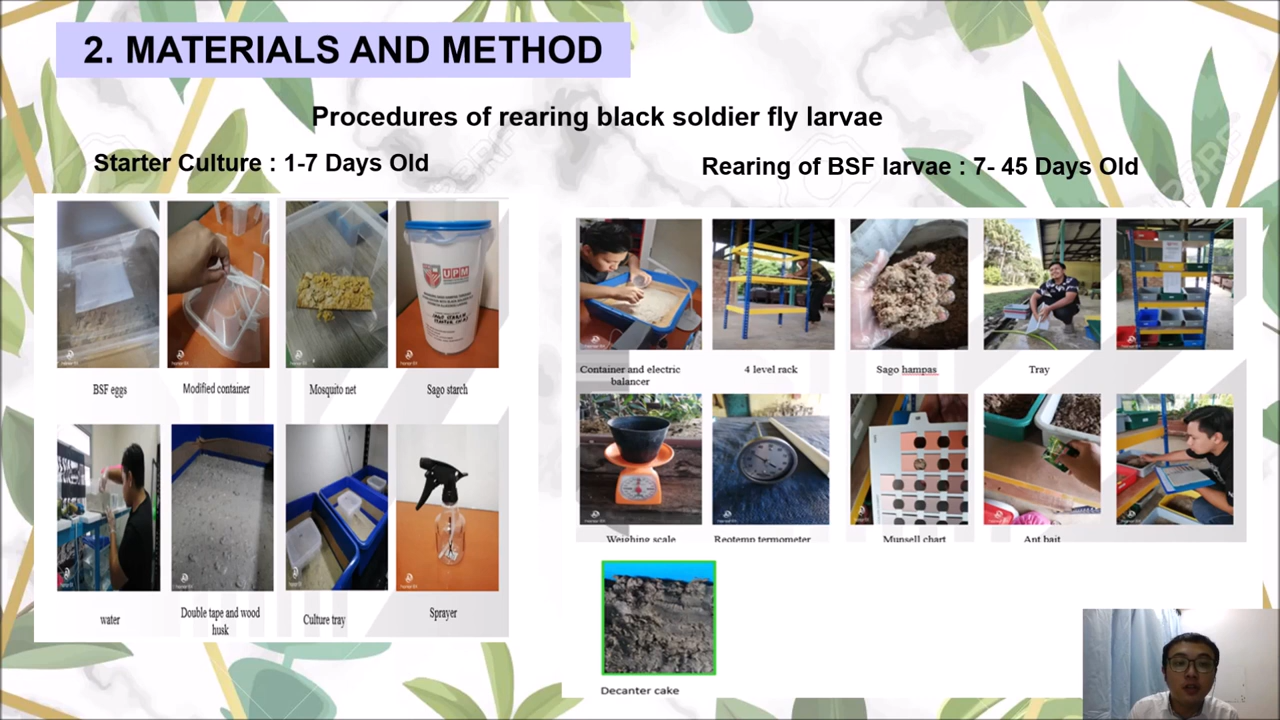 2. MATERIALS AND METHOD
Procedures of rearing black soldier fly larvae
Starter Culture : 1-7 Days Old
Rearing of BSF larvae : 7- 45 Days Old
UPM
BSF eggs
Modified container
Mosquito net
Sago starch
water
Double tape and wood
husk
Culture tray
Sprayer
Container and electric
balancer
4 level rack
Sago hampas
Tray
Weighing scale
Reotemp termometer
Munsell chart
Ant bait
Decanter cake